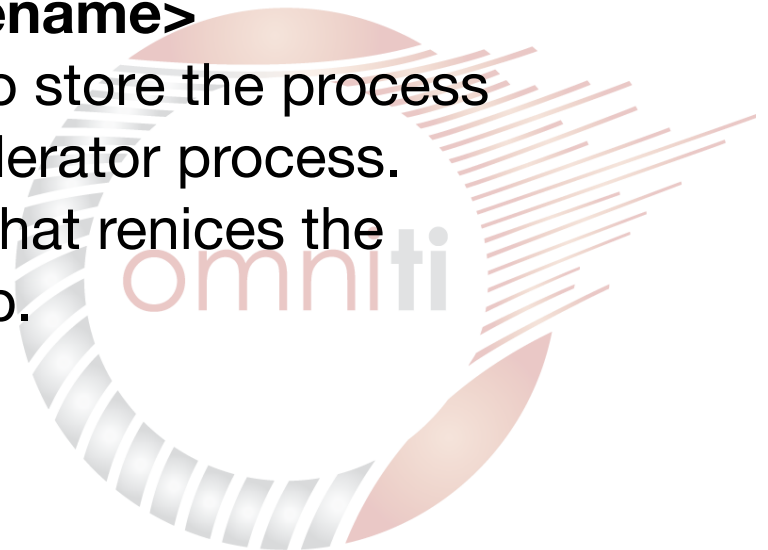 ename>
o store the process
lerator process.
hat renices the
omniti
p.